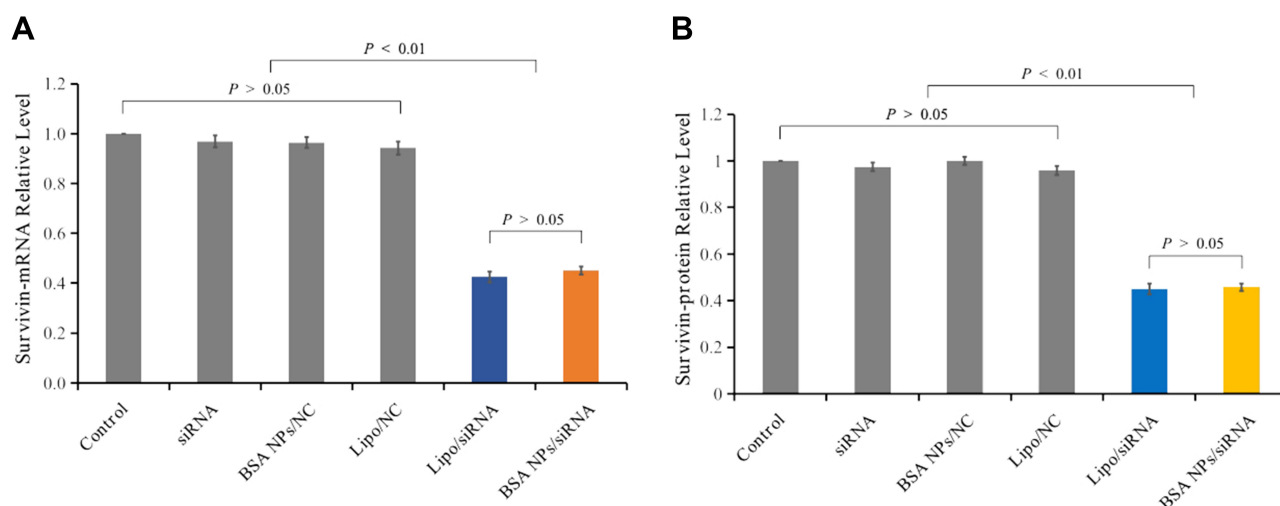 A
P < 0.01
P > 0.05
P > 0.05
Survivin-mRNA Relative Level
1.2
1.0
0.8
0.6
0.4
0.2
0.0
Control
siRNA
BSA NPs/NC
Lipo/NC
Lipo/siRNA
BSA NPs/siRNA
B
P < 0.01
P > 0.05
P > 0.05
Survivin-protein Relative Level
1.2
1
0.8
0.6
0.4
0.2
0
Control
siRNA
BSA NPs/NC
Lipo/NC
Lipo/siRNA
BSA NPs/siRNA